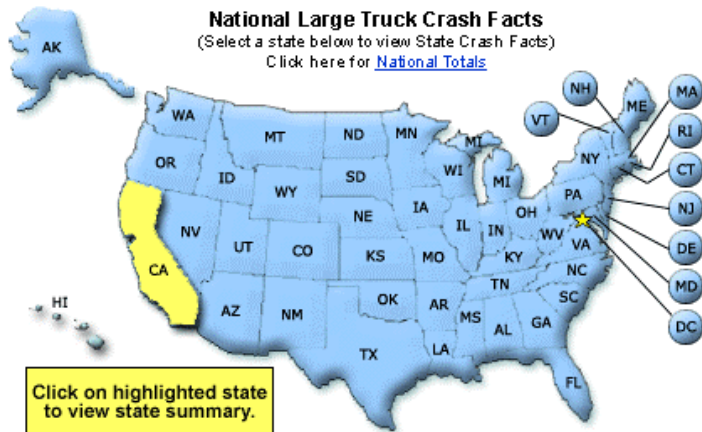 National Large Truck Crash Facts
(Select a state below to view State Crash Facts)
Click here for National Totals
AK
WA
OR
CA
ID
NV
MT
WY
UT
AZ
CO
NM
ND
SD
NE
KS
OK
TX
MN
IA
MO
AR
LA
WI
IL
MI
MI
IN
OH
KY
TN
MS
AL
GA
FL
SC
NC
VA
WV
PA
NY
ME
VT
NH
MA
RI
CT
NJ
DE
MD
DC
HI
Click on highlighted state
to view state summary.